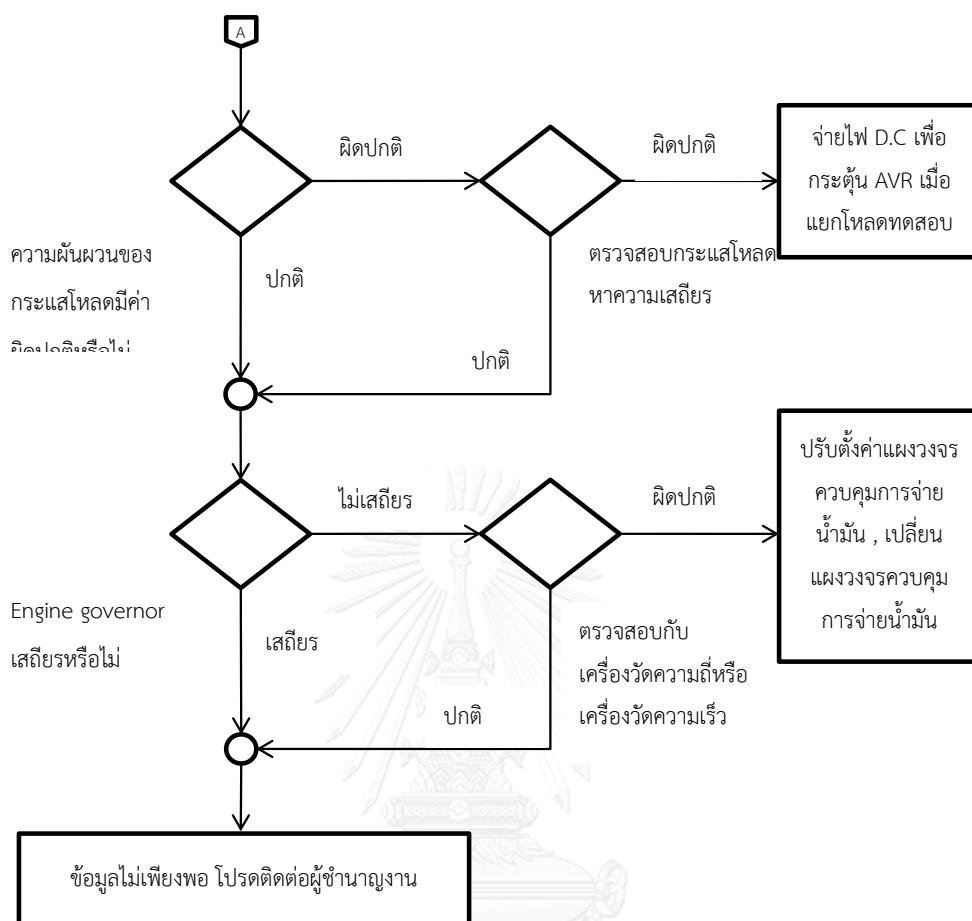 A
ผิดปกติ
ผิดปกติ
จ่ายไฟ D.C เพื่อ
กระตุ้น AVR เมื่อ
แยกโหลดทดสอบ
ความผันผวนของ
กระแสโหลดมีค่า
ผิดปกติหรือไม่
ปกติ
ตรวจสอบกระแสโหลด
หาความเสถียร
ปกติ
ไม่เสถียร
ผิดปกติ
ปรับตั้งค่าแผงวงจร
ควบคุมการจ่าย
น้ำมัน , เปลี่ยน
แผงวงจรควบคุม
การจ่ายน้ำมัน
Engine governor
เสถียรหรือไม่
เสถียร
ตรวจสอบกับ
เครื่องวัดความถี่หรือ
เครื่องวัดความเร็ว
ปกติ
ข้อมูลไม่เพียงพอ โปรดติดต่อผู้ชำนาญงาน